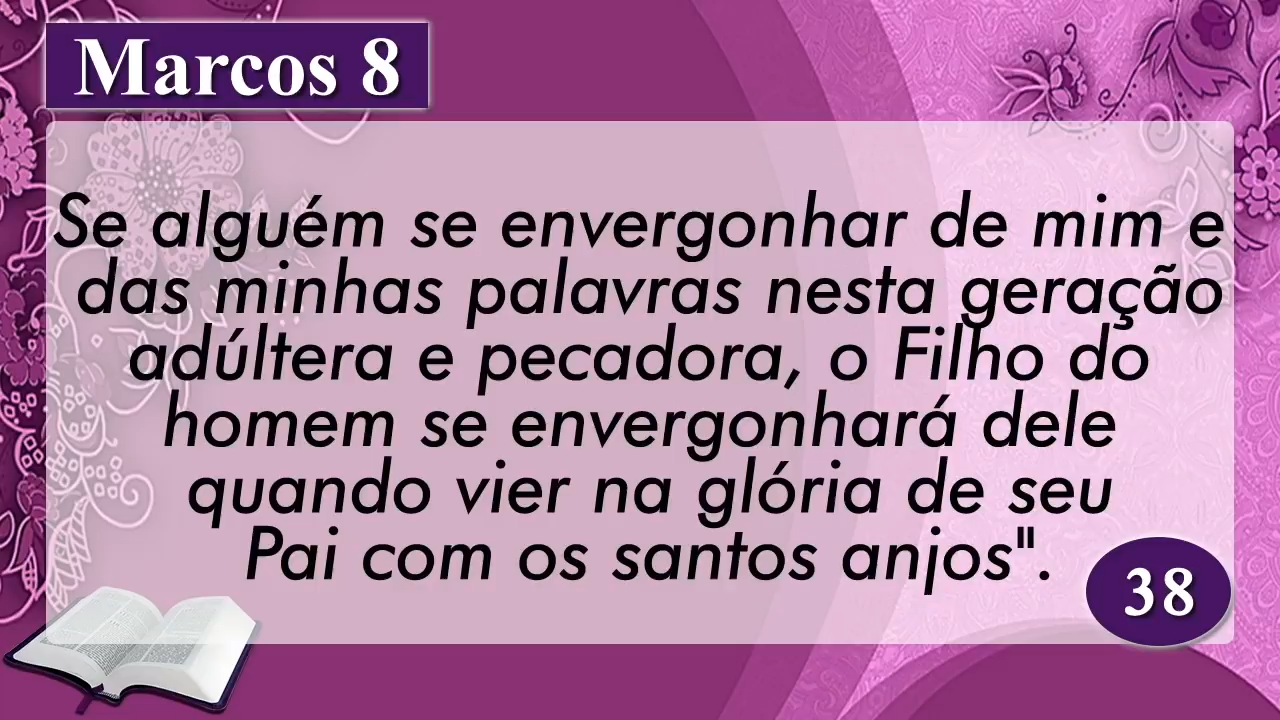 Marcos 8
Se alguém se envergonhar de mim e
das minhas palavras nesta geração
adúltera e pecadora, o Filho do
homem se envergonhará dele
quando vier na glória de seu
Pai com os santos anjos".
38